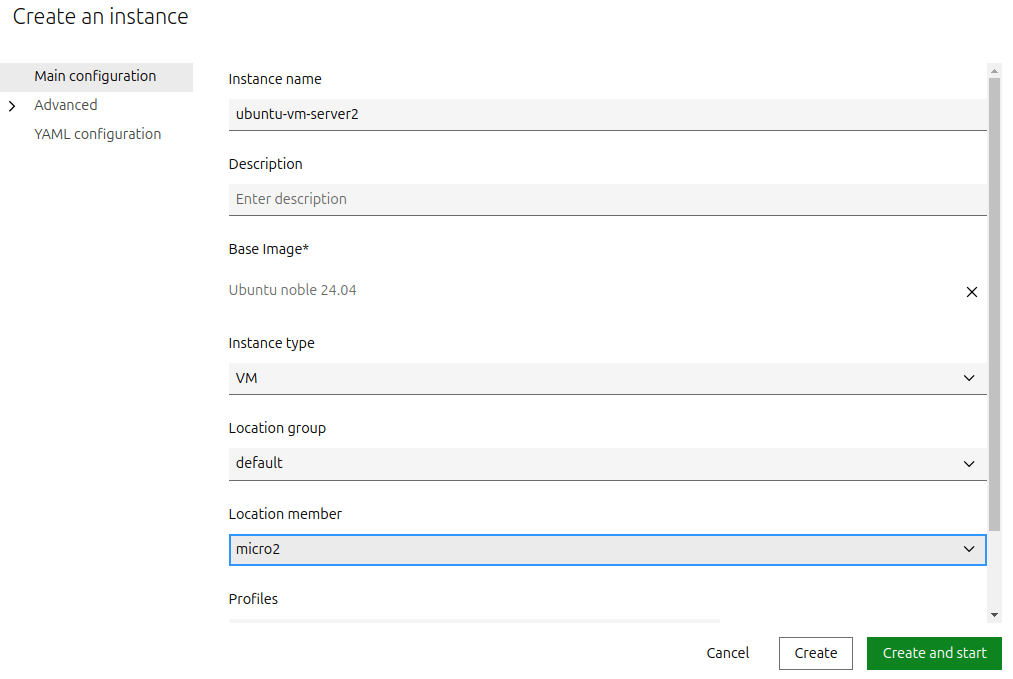 Create an instance
Main configuration
Advanced
YAML configuration
Instance name
ubuntu-vm-server2
Description
Enter description
Base Image*
Ubuntu noble 24.04
Instance type
VM
Location group
default
Location member
micro2
Profiles
Cancel
Create
Create and start